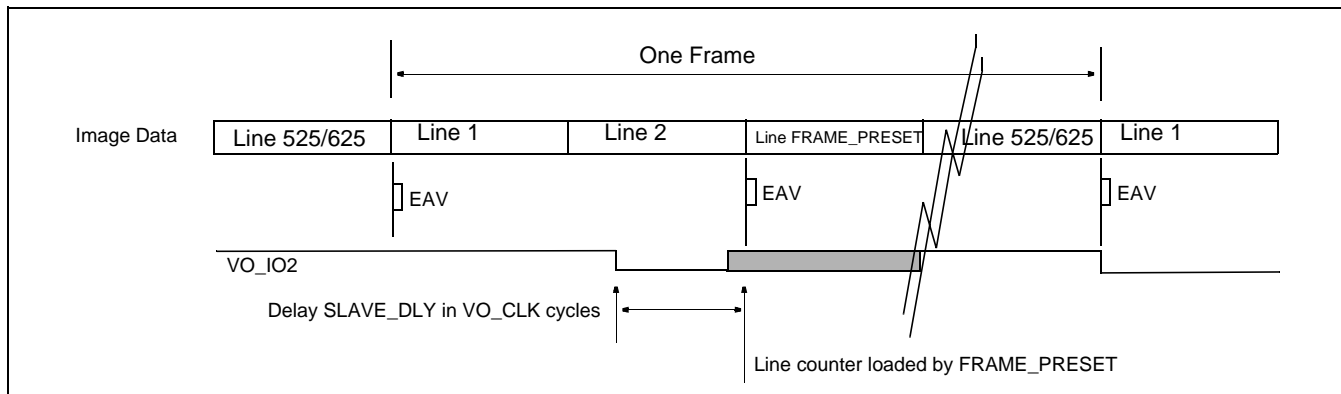 One Frame
Image Data
Line 525/625
Line 1
Line 2
Line FRAME_PRESET
Line 525/625
Line 1
EAV
EAV
EAV
VO_IO2
Delay SLAVE_DLY in VO_CLK cycles
Line counter loaded by FRAME_PRESET